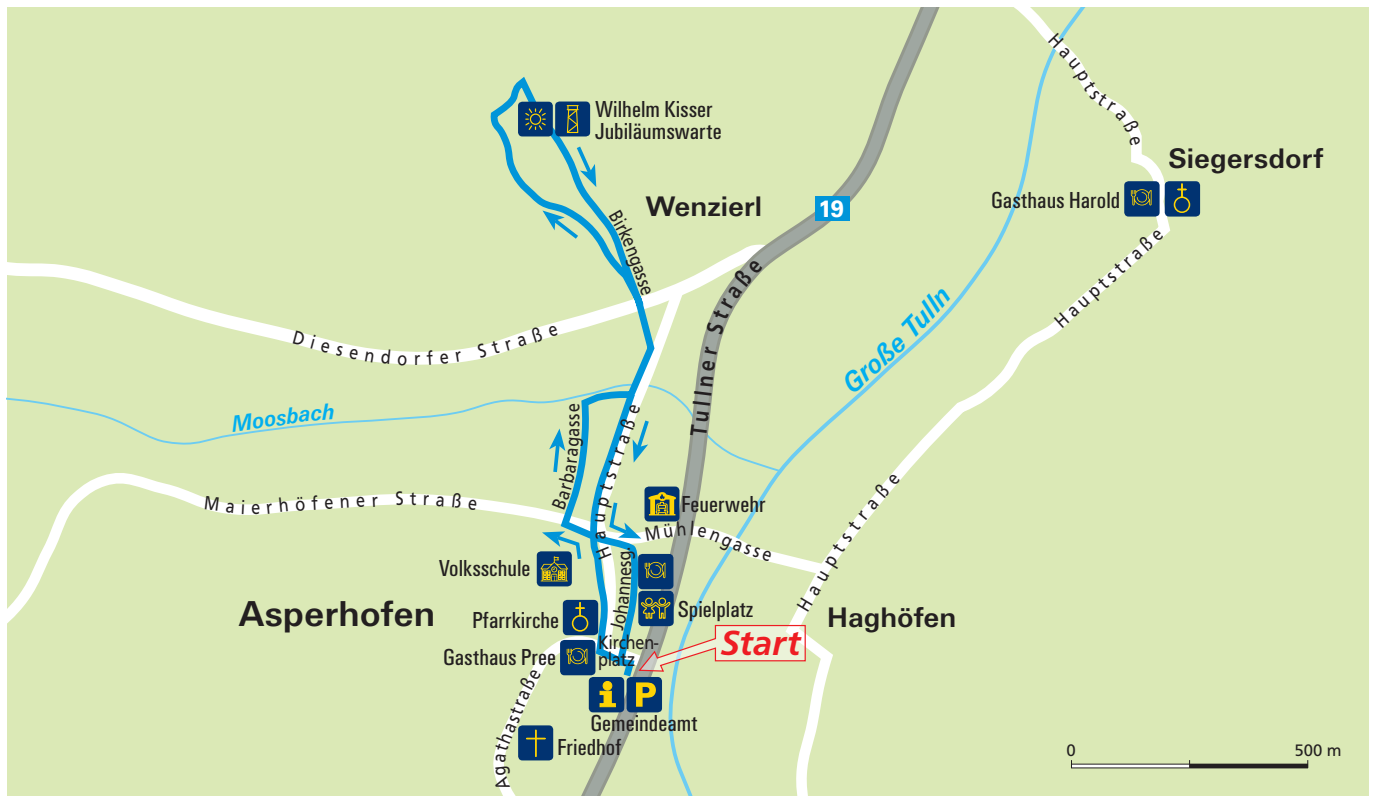 Hauptstraße
Wilhelm Kisser
Jubiläumswarte
Siegersdorf
Gasthaus Harold
Wenzierl
19
Birkengasse
Hauptstraße
Tullner Straße
Diesendorfer Straße
Große Tulln
Moosbach
Barbaragasse
Hauptstraße
Maierhöfener Straße
Feuerwehr
Mühlengasse
Hauptstraße
Volksschule
Johannesg.
Asperhofen
Pfarrkirche
Spielplatz
Haghöfen
Start
Kirchen-
platz
Gasthaus Pree
P
Gemeindeamt
Agathastraße
Friedhof
0 500 m